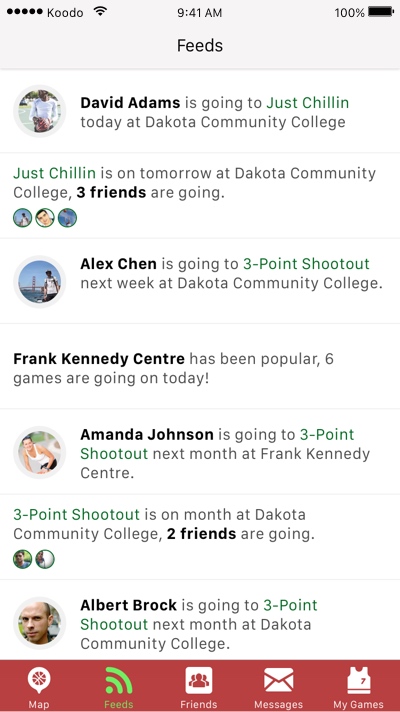 Koodo 9:41 AM 100%
Feeds
David Adams is going to Just Chillin
today at Dakota Community College
Just Chillin is on tomorrow at Dakota Community
College, 3 friends are going.
Alex Chen is going to 3-Point Shootout
next week at Dakota Community College.
Frank Kennedy Centre has been popular, 6
games are going on today!
Amanda Johnson is going to 3-Point
Shootout next month at Frank Kennedy
Centre.
3-Point Shootout is on month at Dakota
Community College, 2 friends are going.
Albert Brock is going to 3-Point
Shootout next month at Dakota
Community College.
7
Map Feeds Friends Messages My Games